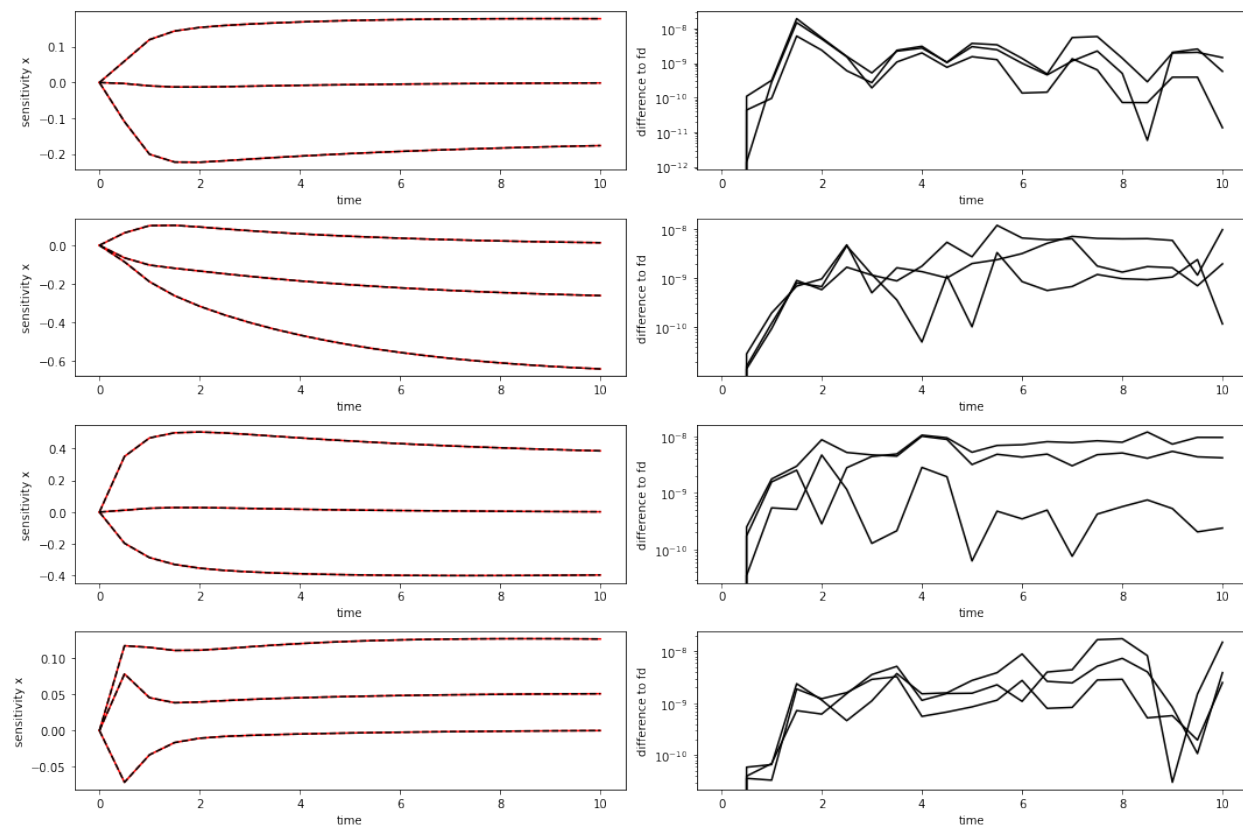 sensitivity x
0.1
0.0
−0.1
−0.2
0 2 4 6 8 10
time
difference to fd
10⁻⁸
10⁻⁹
10⁻¹⁰
10⁻¹¹
10⁻¹²
0 2 4 6 8 10
time
sensitivity x
0.0
−0.2
−0.4
−0.6
0 2 4 6 8 10
time
difference to fd
10⁻⁸
10⁻⁹
10⁻¹⁰
0 2 4 6 8 10
time
sensitivity x
0.4
0.2
0.0
−0.2
−0.4
0 2 4 6 8 10
time
difference to fd
10⁻⁸
10⁻⁹
10⁻¹⁰
0 2 4 6 8 10
time
sensitivity x
0.10
0.05
0.00
−0.05
0 2 4 6 8 10
time
difference to fd
10⁻⁸
10⁻⁹
10⁻¹⁰
0 2 4 6 8 10
time